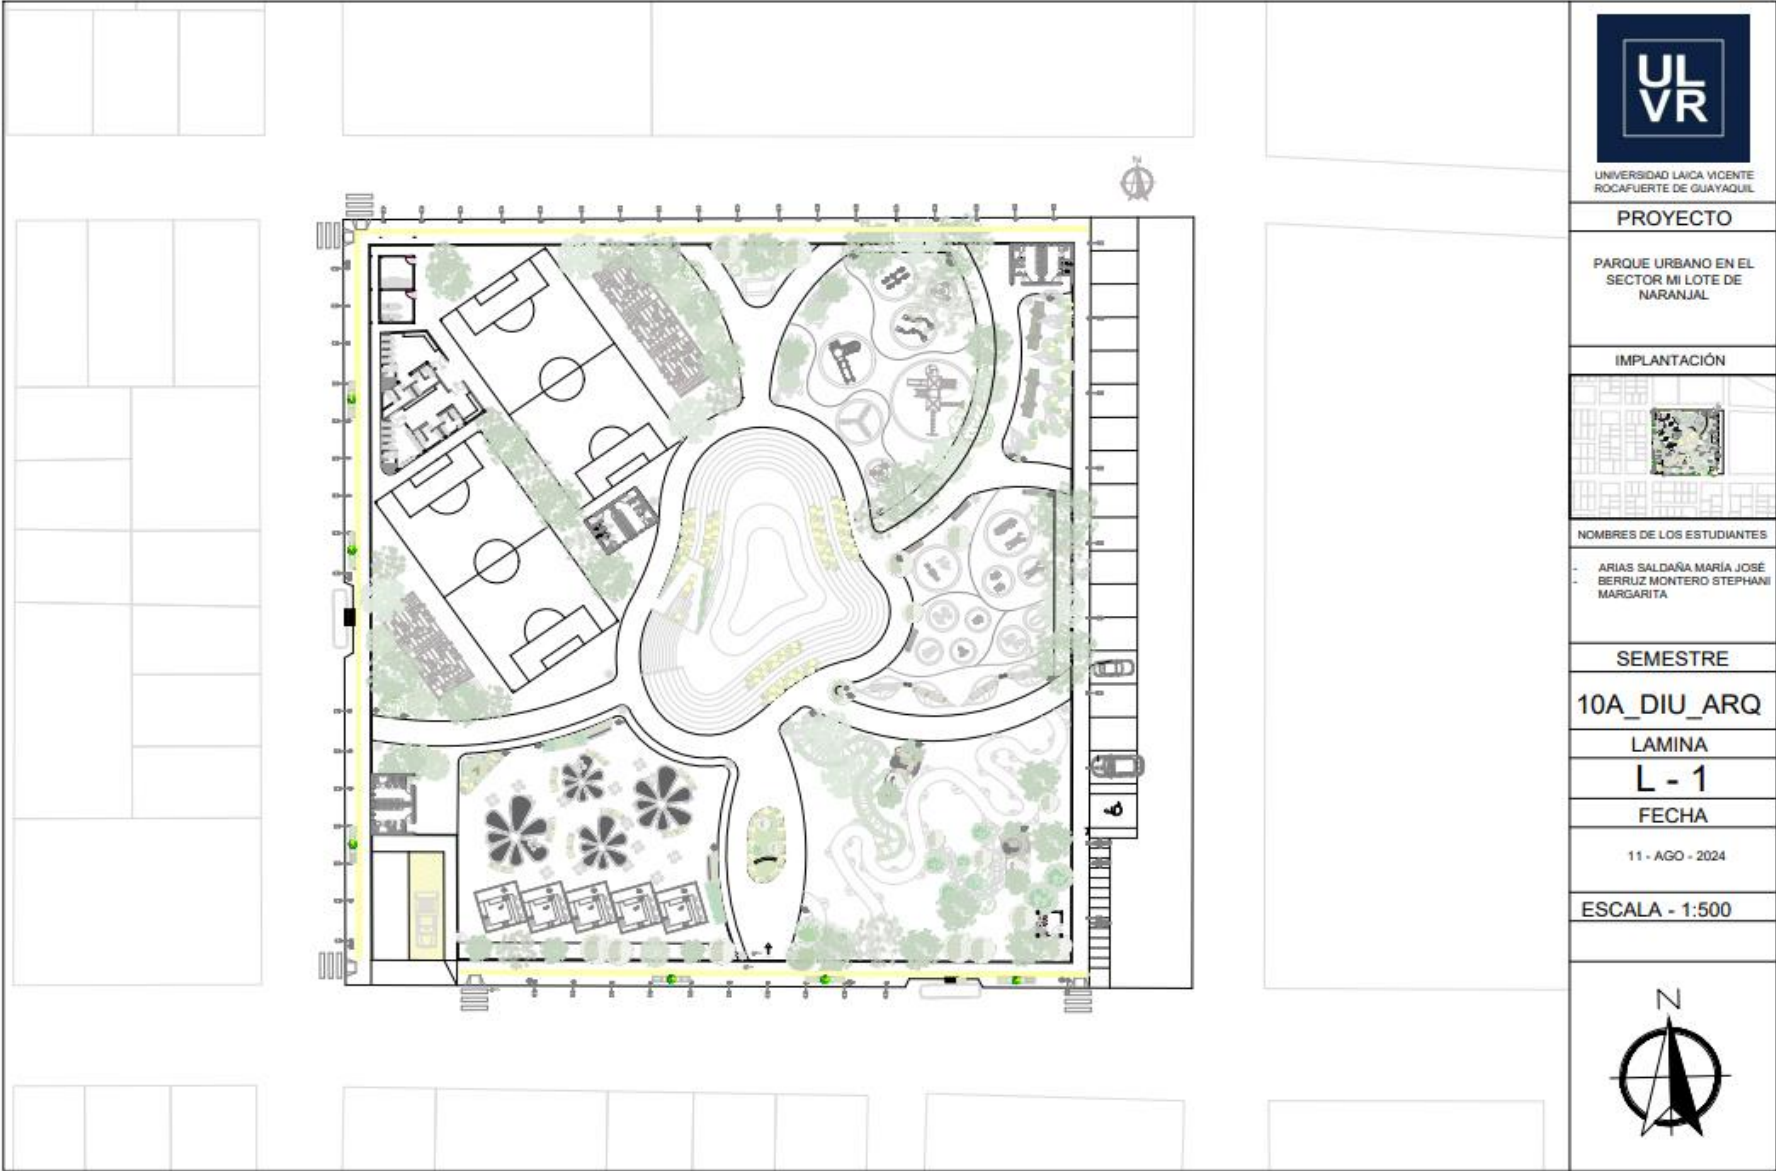 UL
VR
UNIVERSIDAD LAICA VICENTE
ROCAFUERTE DE GUAYAQUIL
PROYECTO
PARQUE URBANO EN EL
SECTOR MI LOTE DE
NARANJAL
IMPLANTACIÓN
NOMBRES DE LOS ESTUDIANTES
- ARIAS SALDAÑA MARÍA JOSÉ
- BERRUZ MONTERO STEPHANI
MARGARITA
SEMESTRE
10A_DIU_ARQ
LAMINA
L - 1
FECHA
11 - AGO - 2024
ESCALA - 1:500
N
N